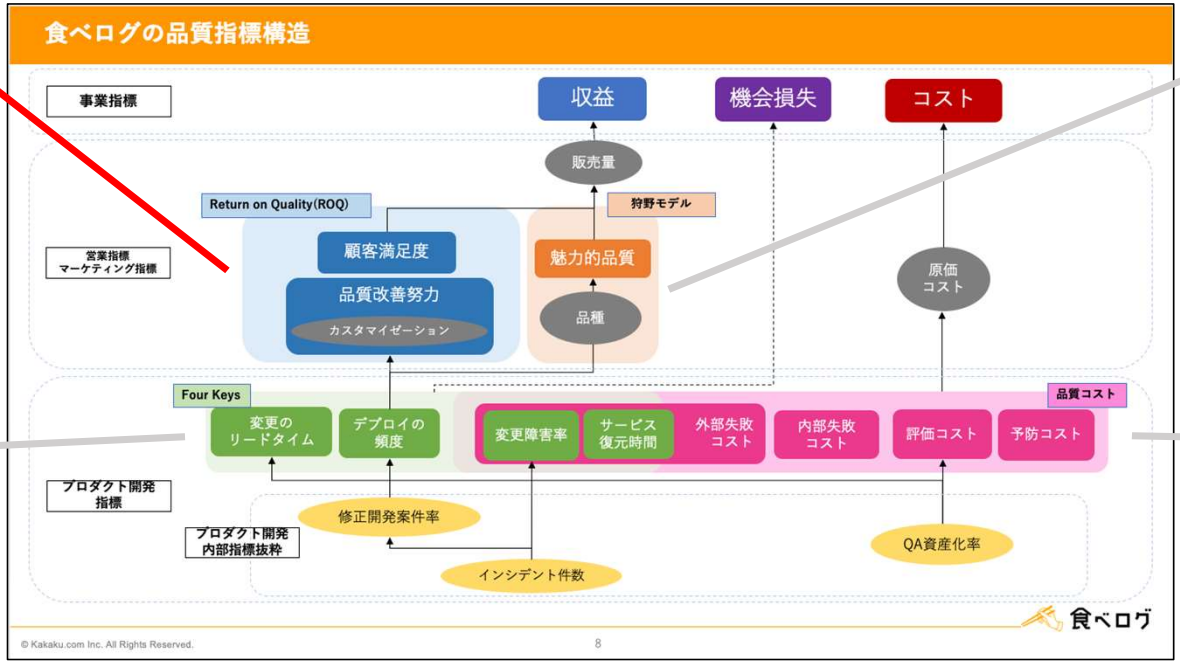 食べログの品質指標構造
事業指標
収益
機会損失
コスト
販売量
Return on Quality(ROQ)
狩野モデル
営業指標
マーケティング指標
顧客満足度
魅力的品質
原価
コスト
品質改善努力
カスタマイゼーション
品種
Four Keys
品質コスト
変更の
リードタイム
デプロイの
頻度
変更障害率
サービス
復元時間
外部失敗
コスト
内部失敗
コスト
評価コスト
予防コスト
プロダクト開発
指標
修正開発案件率
プロダクト開発
内部指標抜粋
QA資産化率
インシデント件数
食べログ
© Kakaku.com Inc. All Rights Reserved.
8